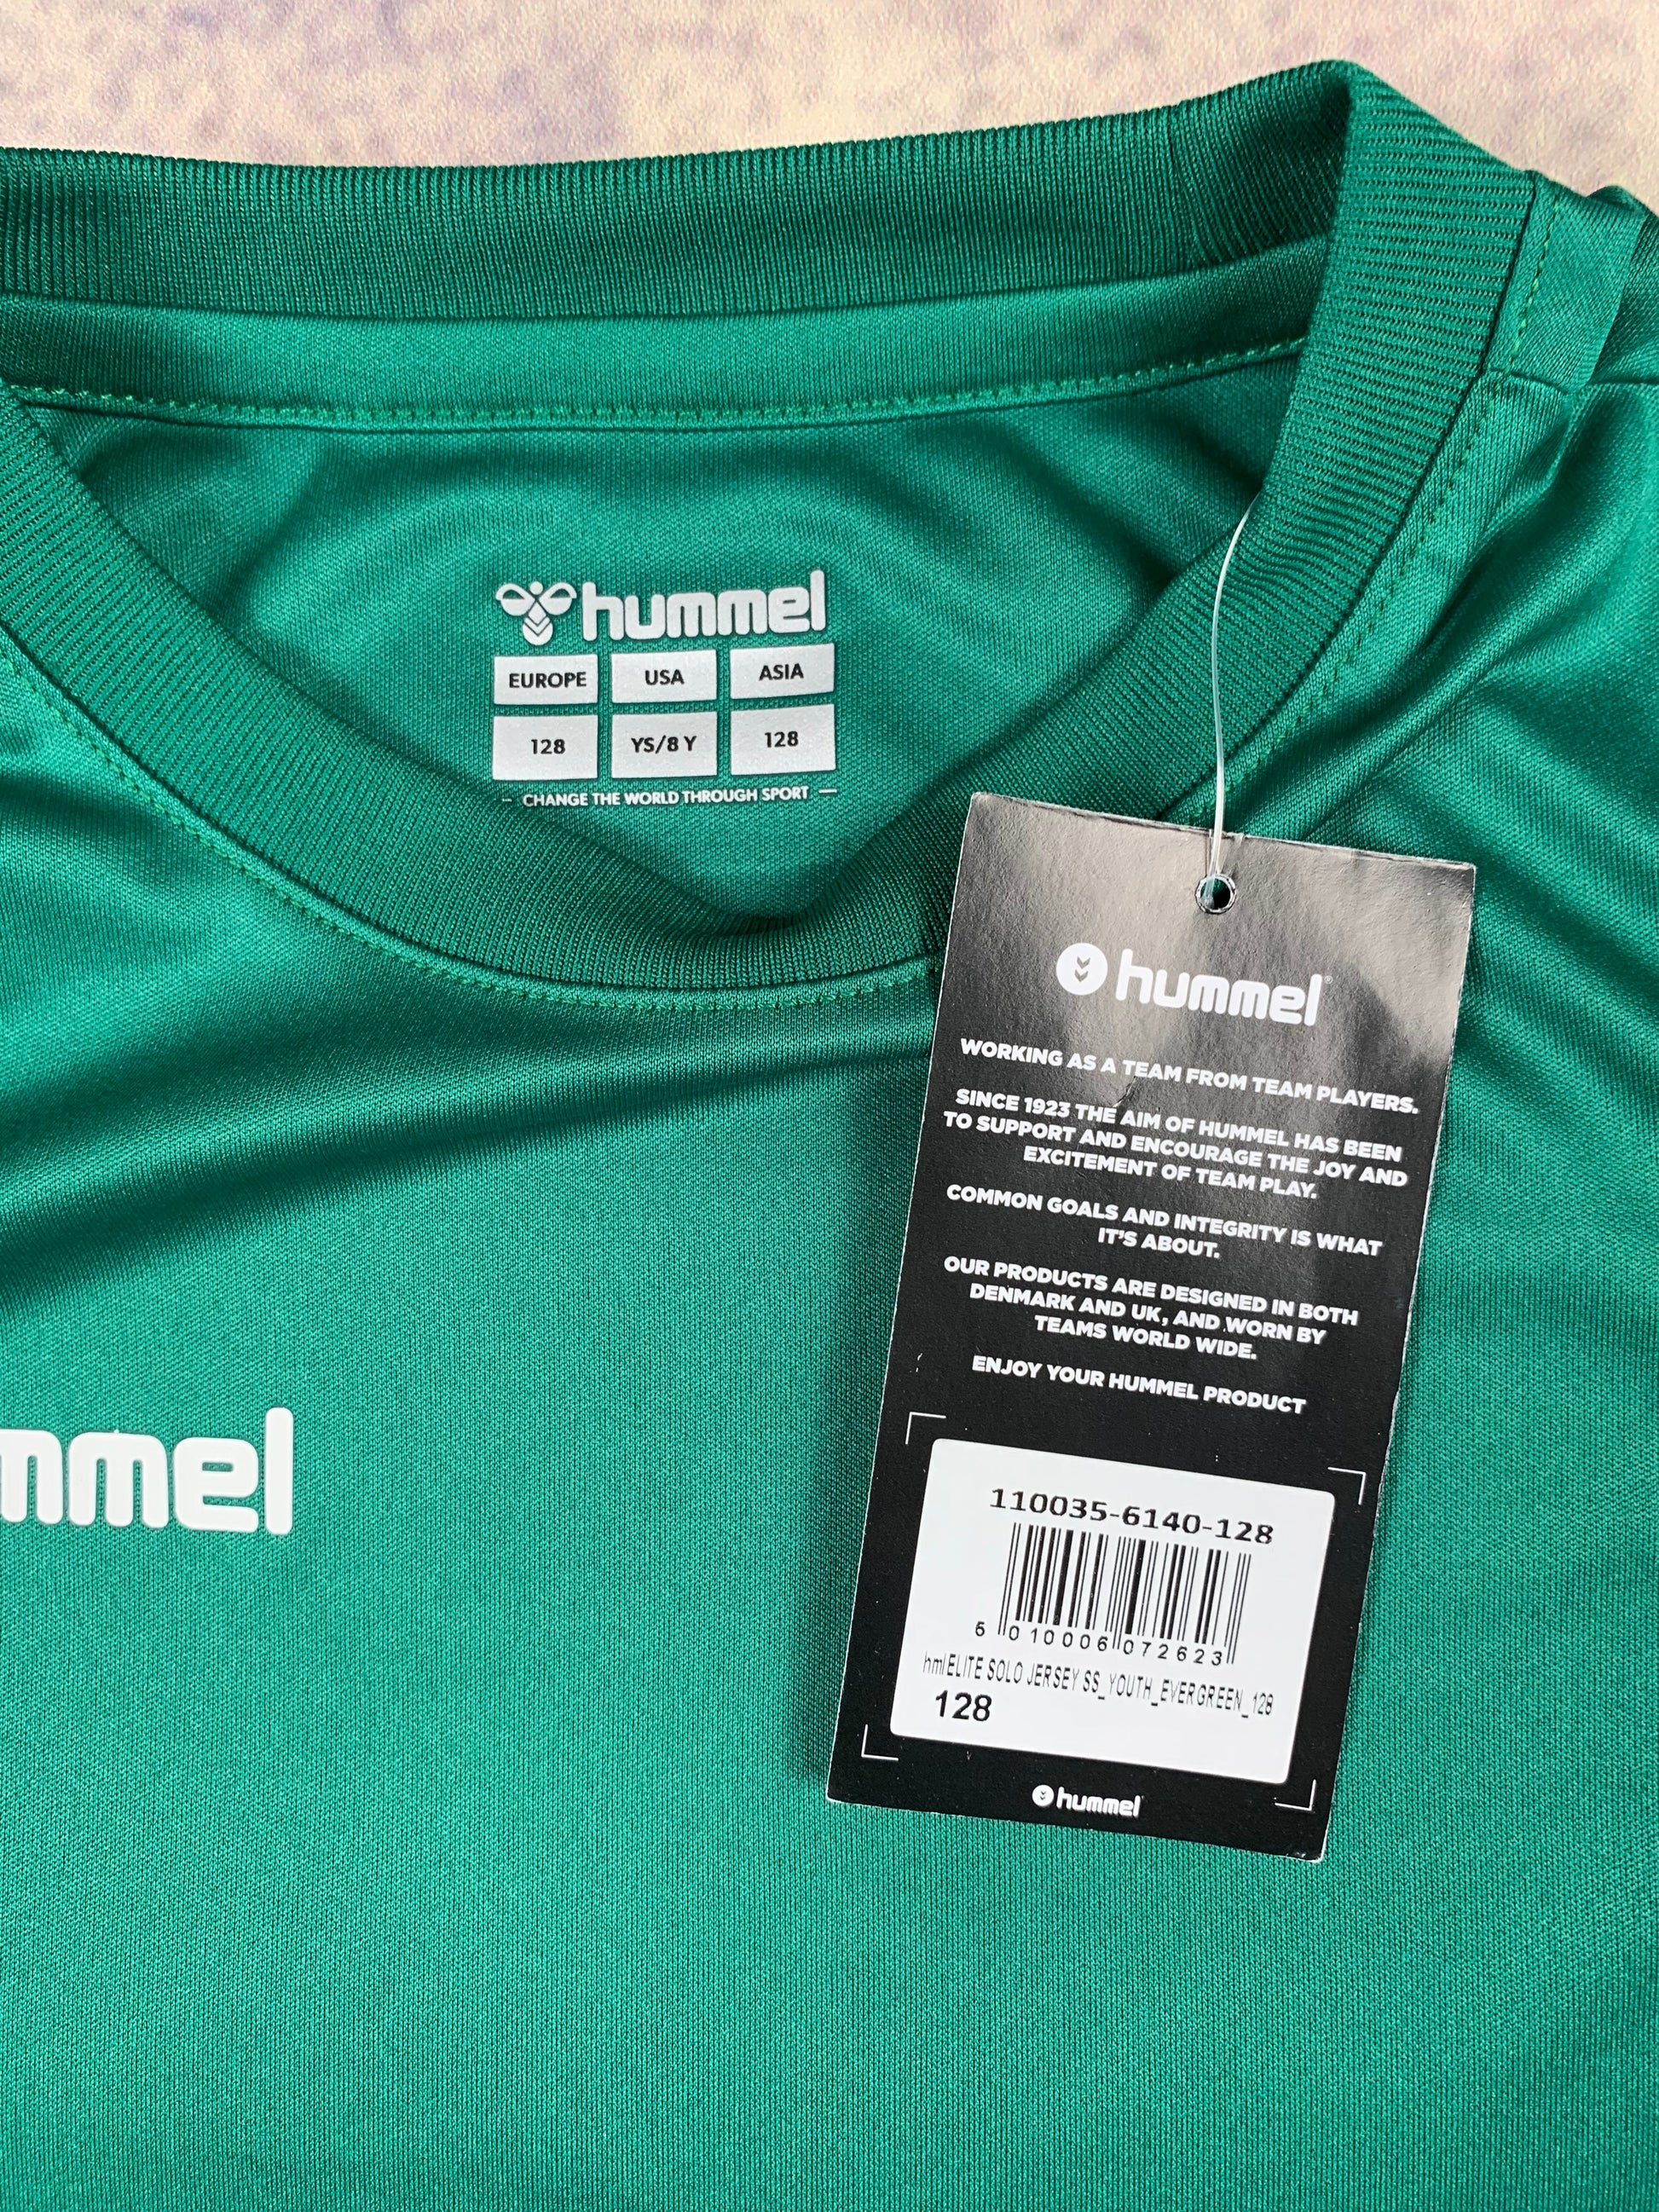 hummel
EUROPE USA ASIA
128 YS/8 Y 128
CHANGE THE WORLD THROUGH SPORT
hummel®
WORKING AS A TEAM FROM TEAM PLAYERS.
SINCE 1923 THE AIM OF HUMMEL HAS BEEN
TO SUPPORT AND ENCOURAGE THE JOY AND
EXCITEMENT OF TEAM PLAY.
COMMON GOALS AND INTEGRITY IS WHAT
IT'S ABOUT.
OUR PRODUCTS ARE DESIGNED IN BOTH
DENMARK AND UK, AND WORN BY
TEAMS WORLD WIDE.
ENJOY YOUR HUMMEL PRODUCT
mmel
110035-6140-128
5 010006 072623
hmlELITE SOLO JERSEY SS_YOUTH_EVERGREEN_128
128
hummel